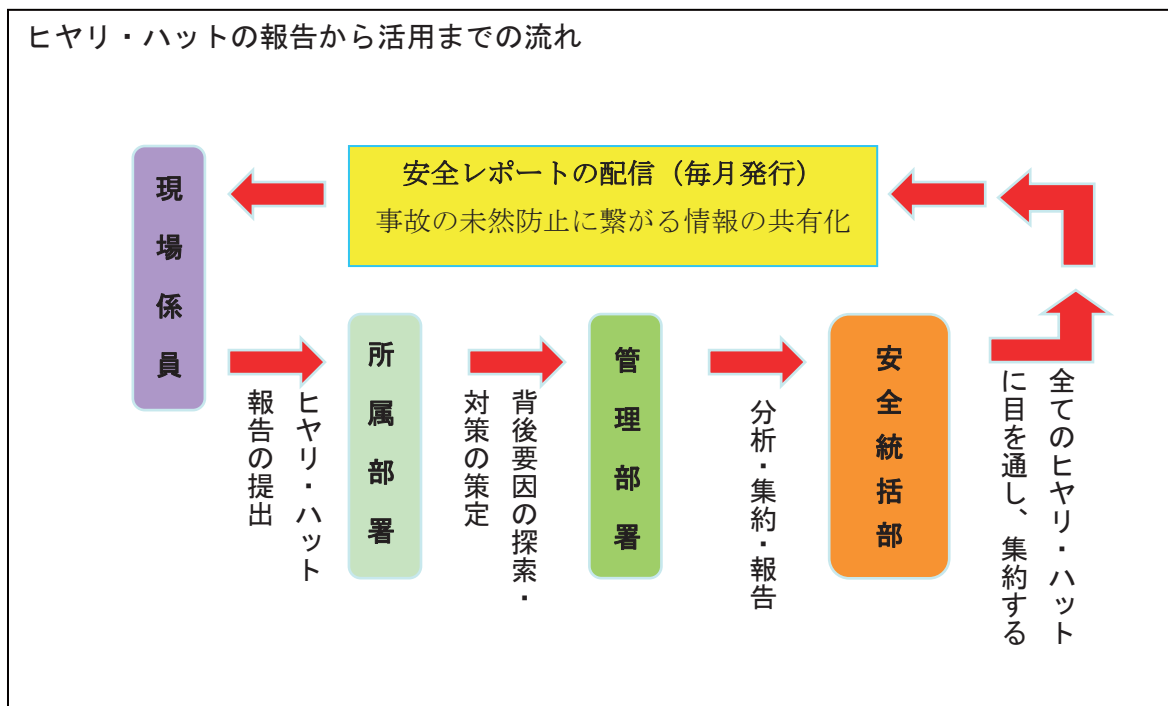 ヒヤリ・ハットの報告から活用までの流れ
安全レポートの配信（毎月発行）
事故の未然防止に繋がる情報の共有化
現場係員
ヒヤリ・ハット
報告の提出
所属部署
背後要因の探索・
対策の策定
管理部署
分析・集約・報告
安全統括部
全てのヒヤリ・ハット
に目を通し、集約する